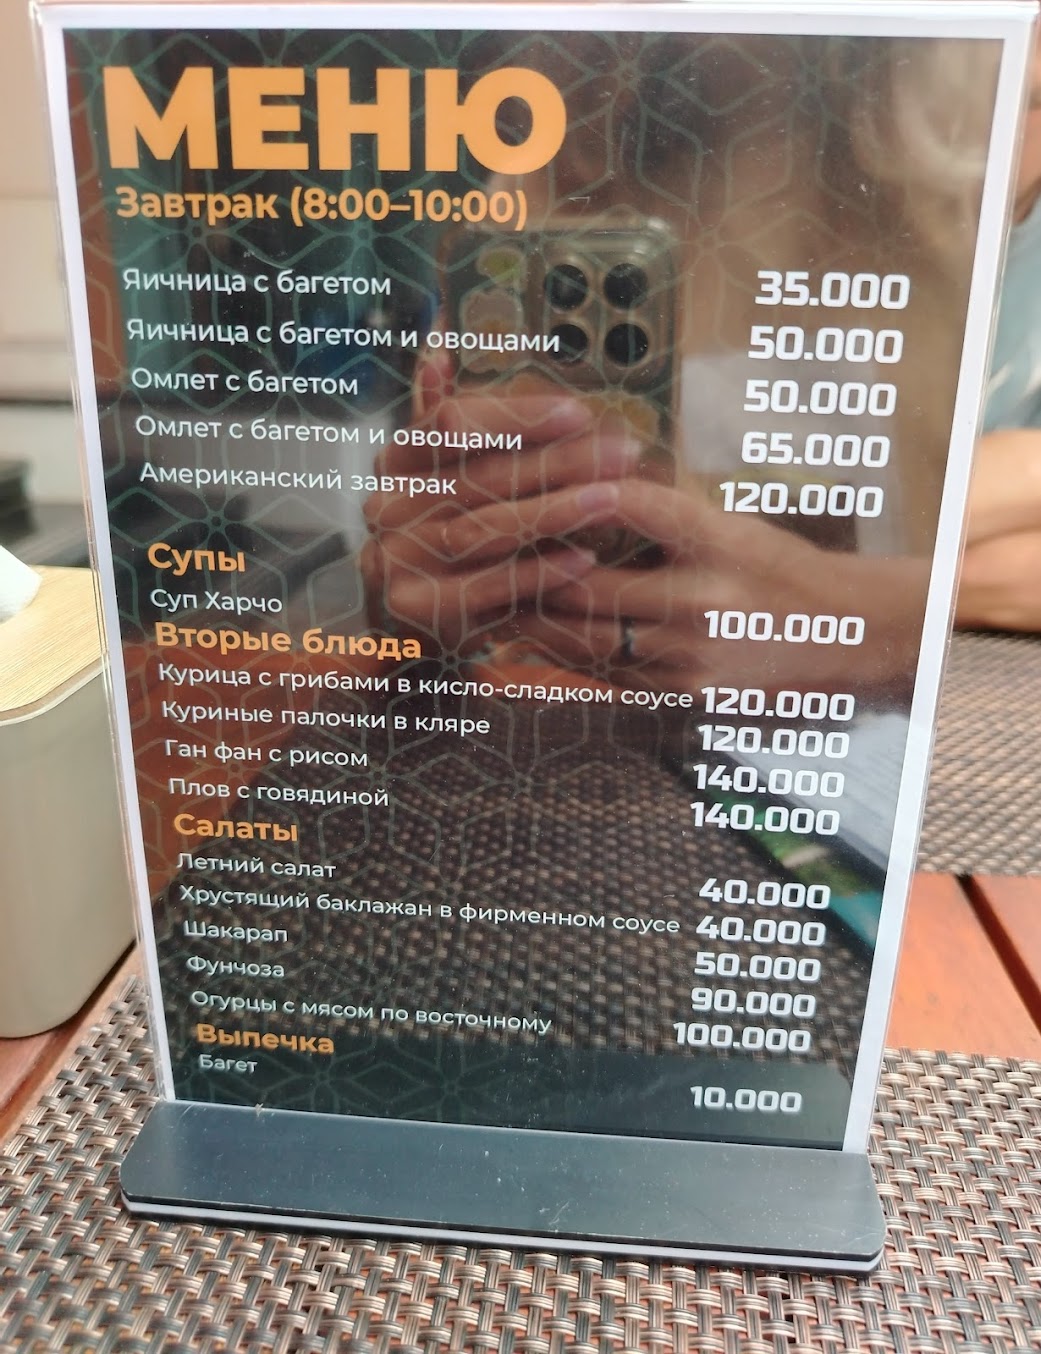 МЕНЮ
Завтрак (8:00–10:00)
Яичница с багетом 35.000
Яичница с багетом и овощами 50.000
Омлет с багетом 50.000
Омлет с багетом и овощами 65.000
Американский завтрак 120.000
Супы
Суп Харчо 100.000
Вторые блюда
Курица с грибами в кисло-сладком соусе 120.000
Куриные палочки в кляре 120.000
Ган фан с рисом 140.000
Плов с говядиной 140.000
Салаты
Летний салат 40.000
Хрустящий баклажан в фирменном соусе 40.000
Шакарап 50.000
Фунчоза 90.000
Огурцы с мясом по восточному 100.000
Выпечка
Багет 10.000